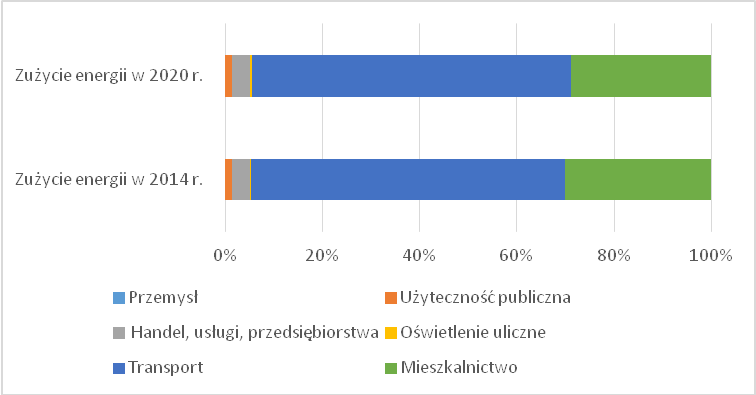 Zużycie energii w 2020 r.
Zużycie energii w 2014 r.
0% 20% 40% 60% 80% 100%
Przemysł Użyteczność publiczna
Handel, usługi, przedsiębiorstwa Oświetlenie uliczne
Transport Mieszkalnictwo